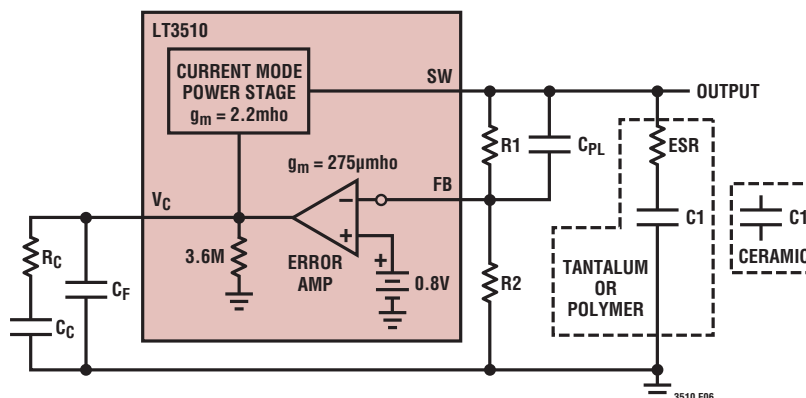 LT3510
CURRENT MODE
POWER STAGE
gm = 2.2mho
SW
OUTPUT
R1
CPL
ESR
gm = 275µmho
VC
FB
C1
C1
CERAMIC
RC
CF
3.6M
ERROR
AMP
0.8V
R2
TANTALUM
OR
POLYMER
CC
3510 F06